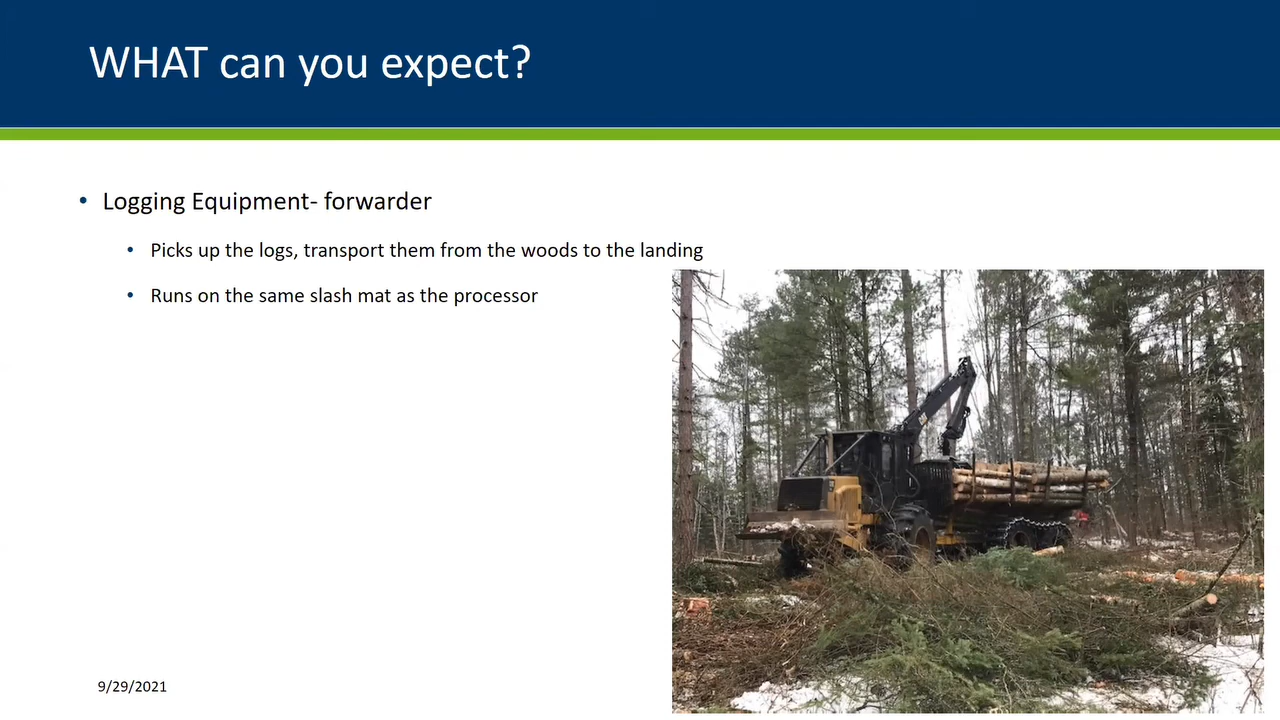 WHAT can you expect?
• Logging Equipment- forwarder
• Picks up the logs, transport them from the woods to the landing
• Runs on the same slash mat as the processor
9/29/2021